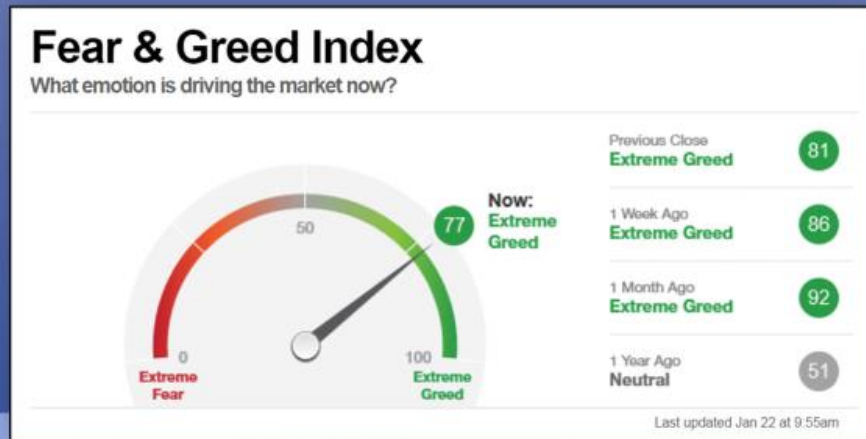 Fear & Greed Index
What emotion is driving the market now?
50
0
100
Extreme
Fear
Extreme
Greed
77
Now:
Extreme
Greed
Previous Close
Extreme Greed
81
1 Week Ago
Extreme Greed
86
1 Month Ago
Extreme Greed
92
1 Year Ago
Neutral
51
Last updated Jan 22 at 9:55am